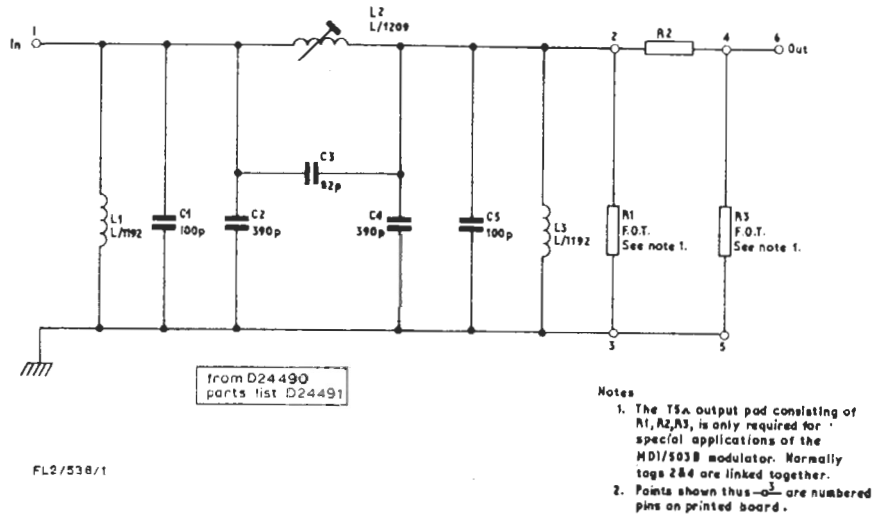 L2
L/1209
1
In
2
R2
4
6
Out
C3
82p
L1
L/1192
C1
100p
C2
390p
C4
390p
C5
100p
L3
L/1192
R1
F.O.T.
See note 1.
R3
F.O.T.
See note 1.
3
5
from D24490
parts list D24491
FL2/538/1
Notes
1. The 75Ω output pad consisting of
R1,R2,R3, is only required for
special applications of the
MD1/503B modulator. Normally
tags 2&4 are linked together.
2. Points shown thus 3 are numbered
pins on printed board.